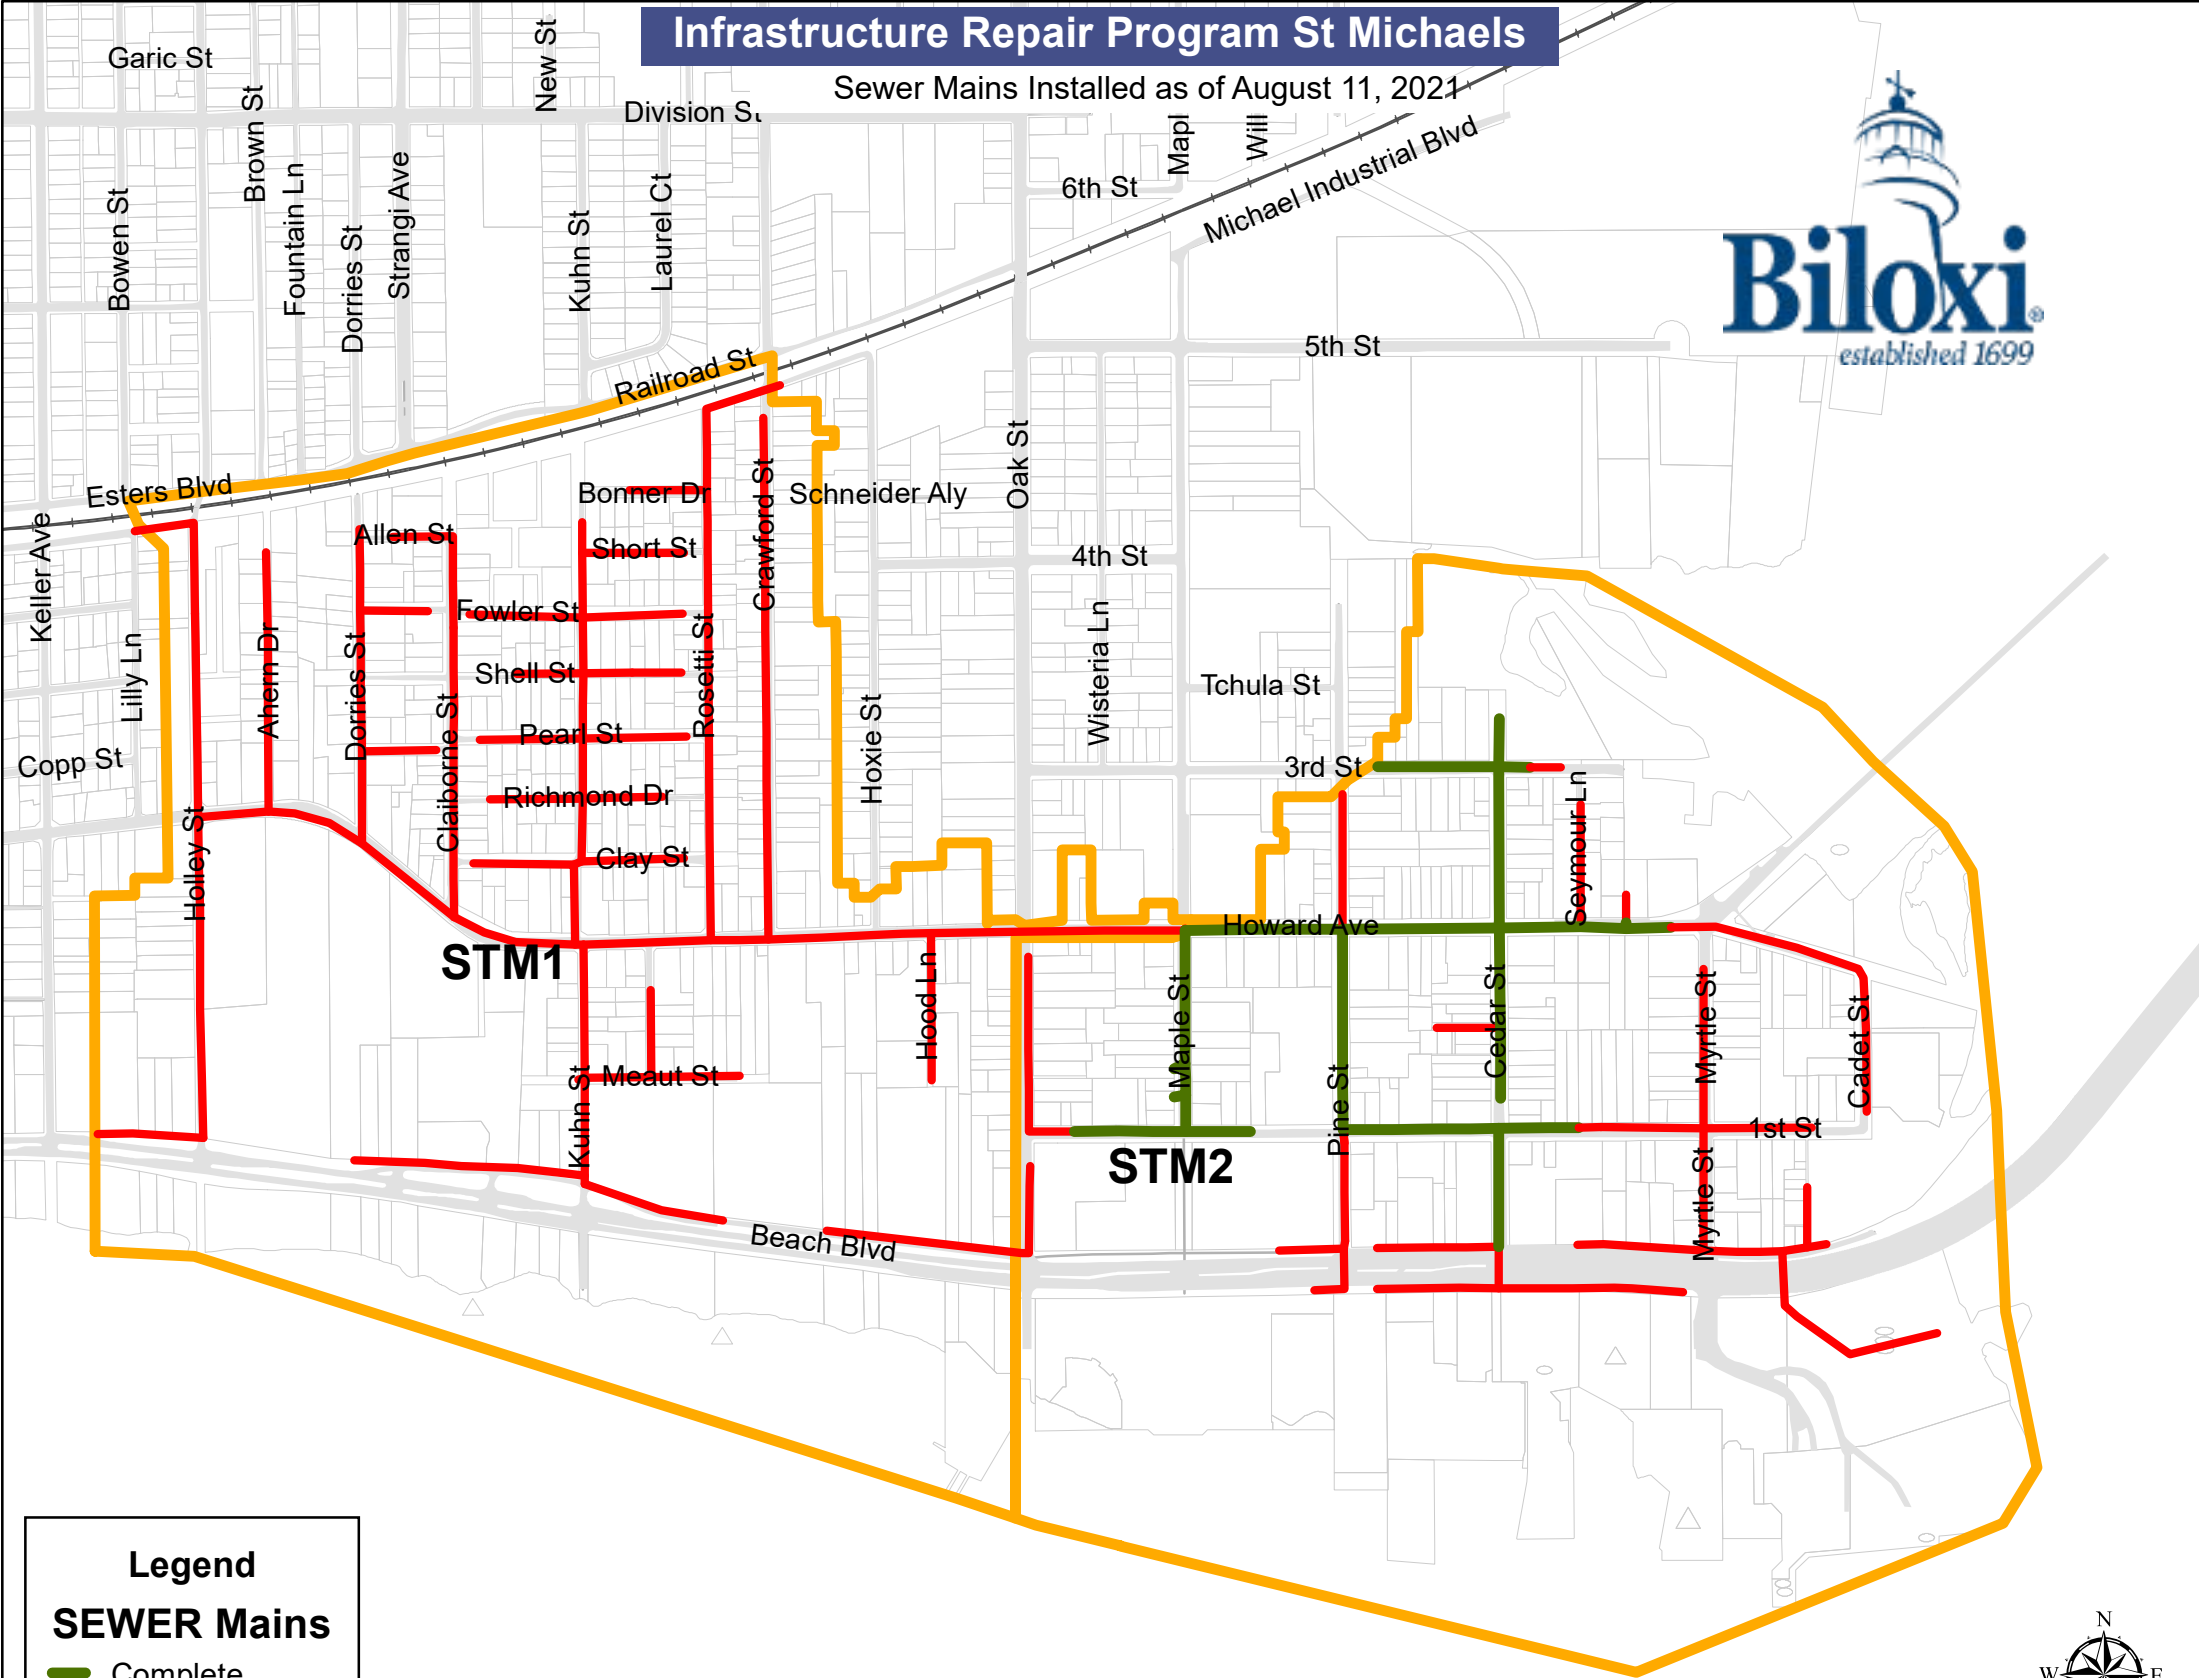 Infrastructure Repair Program St Michaels
Sewer Mains Installed as of August 11, 2021
Garic St
New St
Division St
Brown St
Mapl
Will
Michael Industrial Blvd
6th St
Bowen St
Fountain Ln
Dorries St
Strangi Ave
Kuhn St
Laurel Ct
Biloxi®
established 1699
5th St
Railroad St
Esters Blvd
Bonner Dr
Schneider Aly
Oak St
Crawford St
Keller Ave
Allen St
Short St
4th St
Fowler St
Lilly Ln
Ahern Dr
Dorries St
Shell St
Rosetti St
Wisteria Ln
Tchula St
Claiborne St
Pearl St
Hoxie St
Copp St
3rd St
Richmond Dr
Seymour Ln
Holley St
Clay St
Howard Ave
STM1
Hood Ln
Maple St
Cedar St
Myrtle St
Cadet St
Kuhn St
Meaut St
Pine St
1st St
STM2
Myrtle St
Beach Blvd
Legend
SEWER Mains
Complete
N
W
E